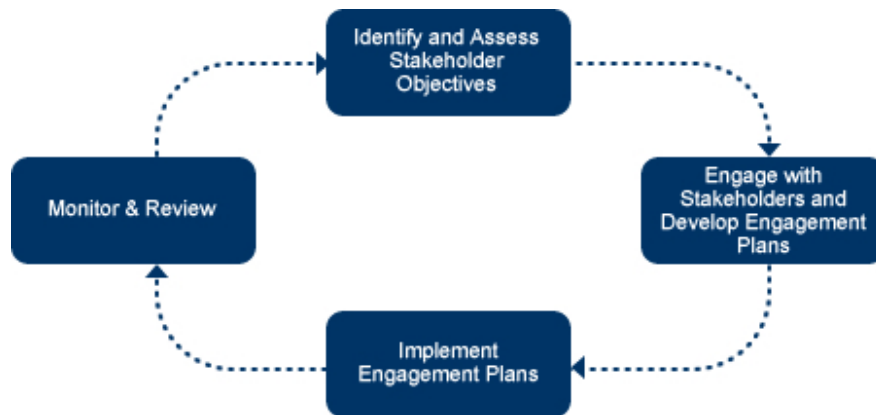 Identify and Assess
Stakeholder
Objectives
Engage with
Stakeholders and
Develop Engagement
Plans
Implement
Engagement Plans
Monitor & Review